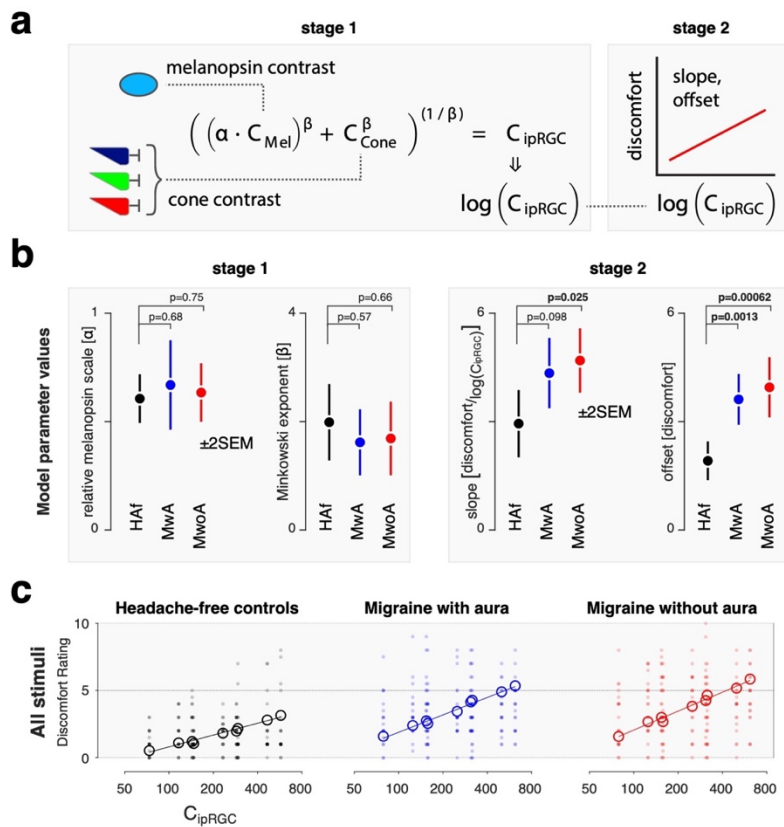 a
stage 1
stage 2
melanopsin contrast
((α · C_Mel)^β + C_Cone^β)^(1/β) = C_ipRGC
⇓
cone contrast
log(C_ipRGC)
discomfort
slope,
offset
log(C_ipRGC)
b
stage 1
stage 2
Model parameter values
relative melanopsin scale [α]
1
0
p=0.75
p=0.68
±2SEM
HAf
MwA
MwoA
Minkowski exponent [β]
4
0
p=0.66
p=0.57
HAf
MwA
MwoA
slope [discomfort/log(CipRGC)]
6
0
p=0.025
p=0.098
±2SEM
HAf
MwA
MwoA
offset [discomfort]
6
0
p=0.00062
p=0.0013
HAf
MwA
MwoA
c
Headache-free controls
Migraine with aura
Migraine without aura
All stimuli
Discomfort Rating
10
5
0
50 100 200 400 800
50 100 200 400 800
50 100 200 400 800
CipRGC